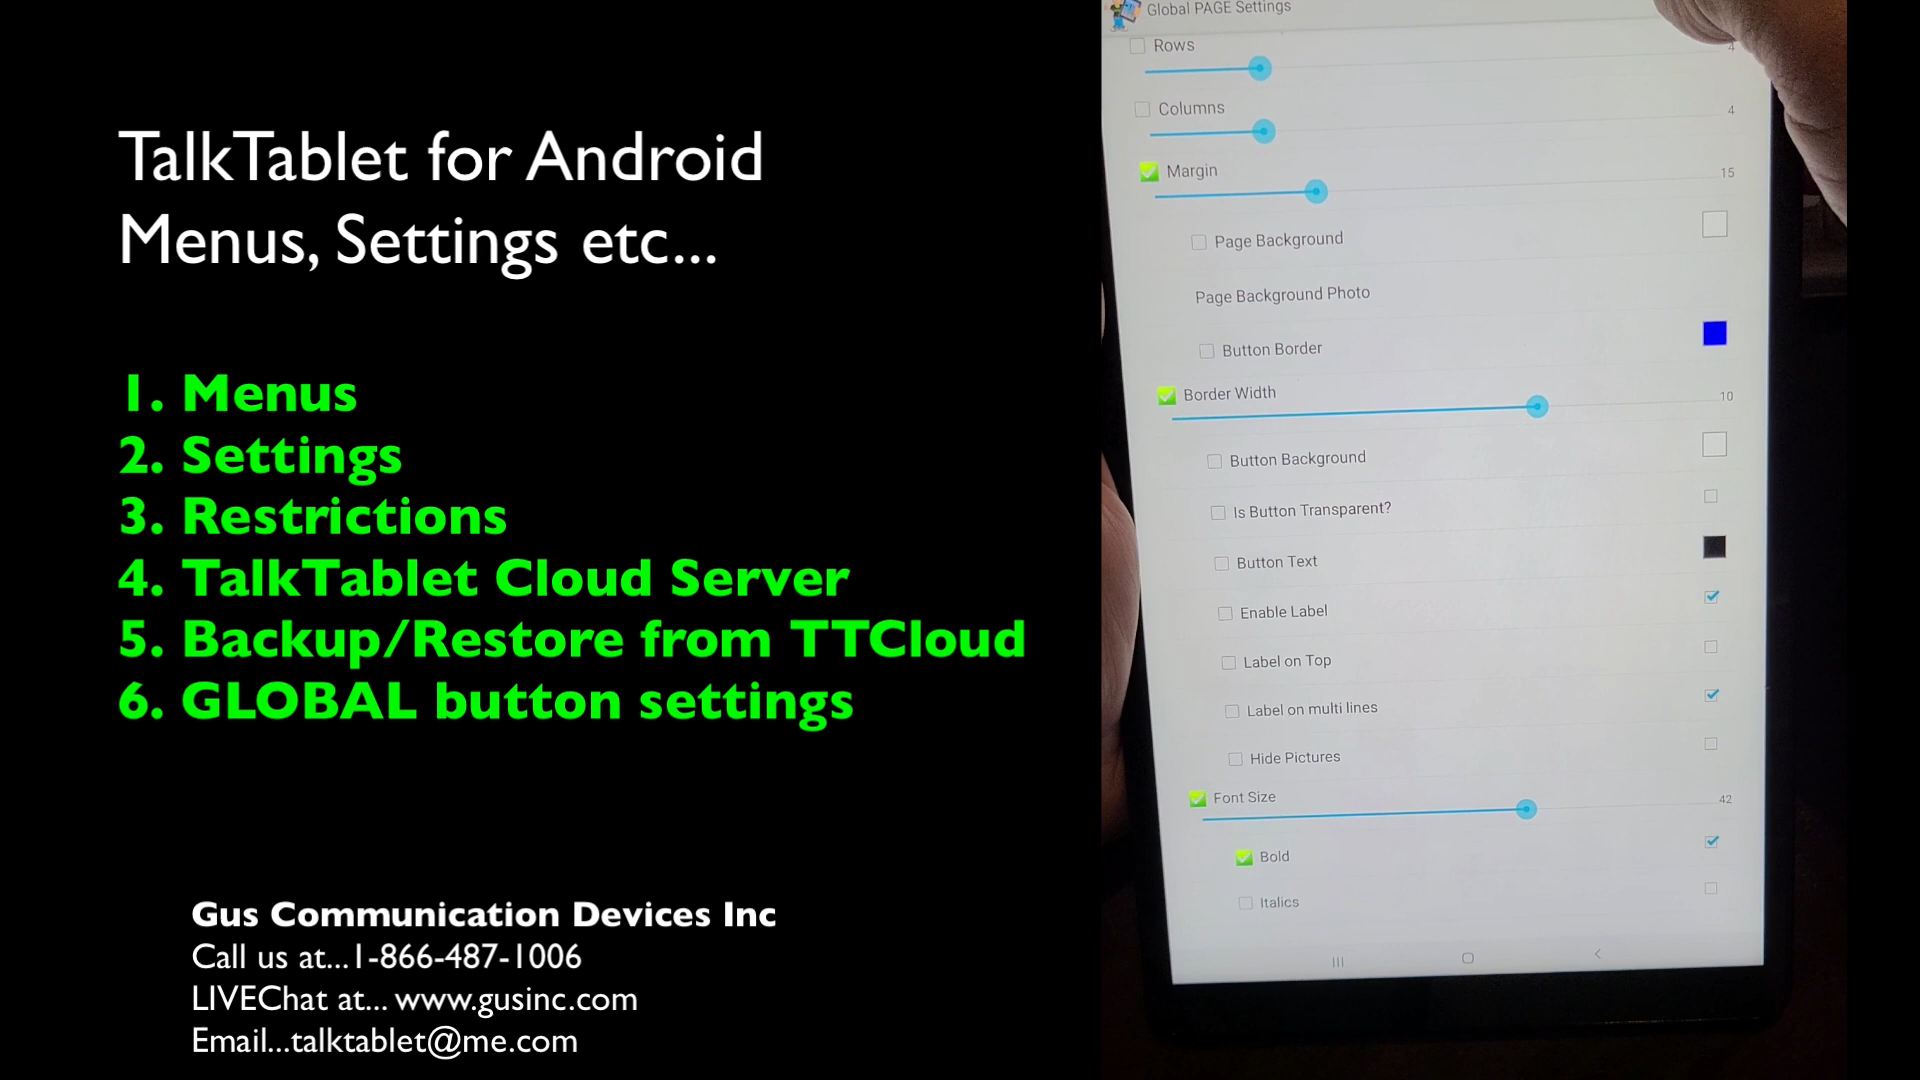 TalkTablet for Android
Menus, Settings etc...
1. Menus
2. Settings
3. Restrictions
4. TalkTablet Cloud Server
5. Backup/Restore from TTCloud
6. GLOBAL button settings
Gus Communication Devices Inc
Call us at...1-866-487-1006
LIVEChat at... www.gusinc.com
Email...talktablet@me.com
Global PAGE Settings
Rows 4
Columns 4
Margin 15
Page Background
Page Background Photo
Button Border
Border Width 10
Button Background
Is Button Transparent?
Button Text
Enable Label
Label on Top
Label on multi lines
Hide Pictures
Font Size 42
Bold
Italics